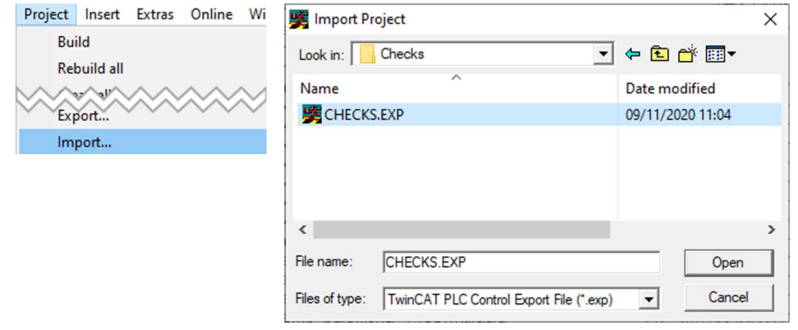 Project Insert Extras Online Wi
Build
Rebuild all
Export...
Import...
Import Project
Look in: Checks
Name Date modified
CHECKS.EXP 09/11/2020 11:04
File name: CHECKS.EXP Open
Files of type: TwinCAT PLC Control Export File (*.exp) Cancel